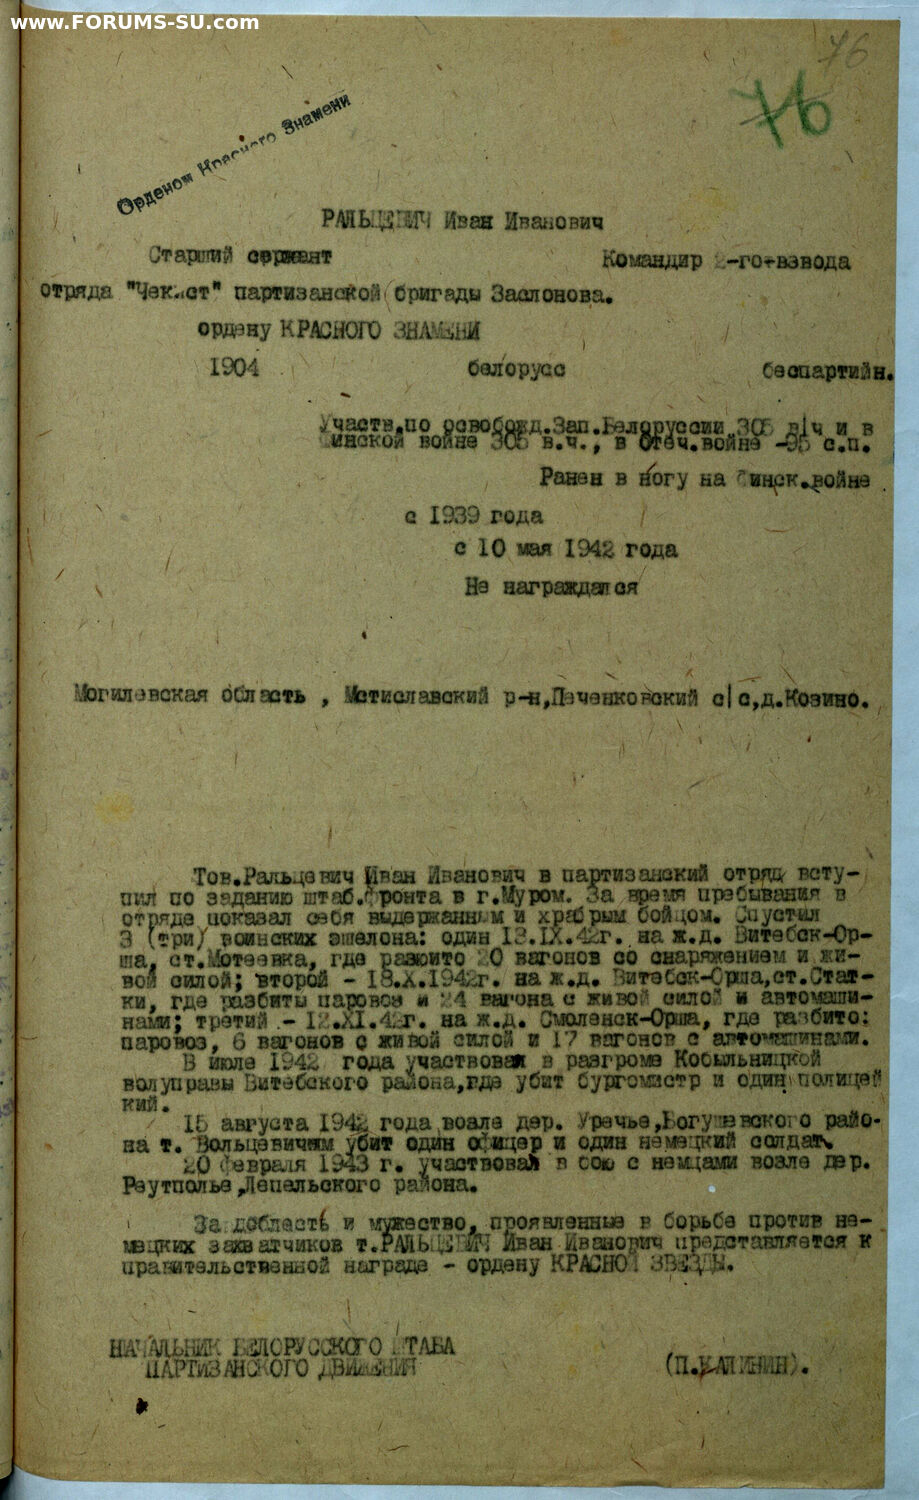 www.FORUMS-SU.com
76
76
Орденом Красного Знамени
РАЛЬЦЕВИЧ Иван Иванович
Старший сержант Командир -го взвода
отряда "Чекист" партизанской бригады Заслонова.
ордену КРАСНОГО ЗНАМЕНИ
1904 белорусс беспартийн.
Участв.по освобожд.Зап.Белоруссии в|ч и в
Финской войне в.ч., в Отеч.войне с.п.
Ранен в ногу на Финск.войне
с 1939 года
с 10 мая 1942 года
Не награждался
Могилевская область , Мстиславский р-н,Печенковский с|с,д.Козино.
Тов.Ральцевич Иван Иванович в партизанский отряд всту-
пил по заданию штаб.фронта в г.Муром. За время пребывания в
отряде показал себя выдержанным и храбрым бойцом. Спустил
3 (три) воинских эшелона: один 13.IX.42г. на ж.д. Витебск-Ор-
ша, ст.Мотеевка, где разбито 20 вагонов со снаряжением и жи-
вой силой; второй - 18.X.1942г. на ж.д. Витебск-Орша,ст.Стай-
ки, где разбиты паровоз и 24 вагона с живой силой и автомаши-
нами; третий - 12.XI.42г. на ж.д. Смоленск-Орша, где разбито:
паровоз, 6 вагонов с живой силой и 17 вагонов с автомашинами.
В июле 1942 года участвовал в разгроме Косыльницкой
волуправы Витебского района,где убит бургомистр и один полицей
кий.
15 августа 1942 года возле дер. Уречье,Богушевского райо-
на т. Вольцевичем убит один офицер и один немецкий солдат.
20 февраля 1943 г. участвовал в бою с немцами возле дер.
Реутполье,Лепельского района.
За доблесть и мужество, проявленные в борьбе против не-
мецких захватчиков т.РАЛЬЦЕВИЧ Иван Иванович представляется к
правительственной награде - ордену КРАСНОЙ ЗВЕЗДЫ.
НАЧАЛЬНИК БЕЛОРУССКОГО ШТАБА
ПАРТИЗАНСКОГО ДВИЖЕНИЯ (П.КАЛИНИН).